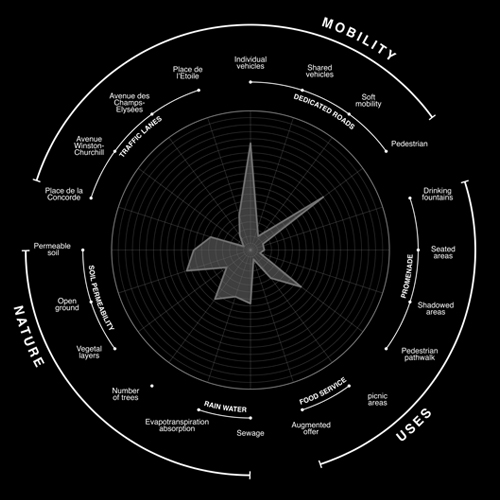 MOBILITY
Individual
vehicles
Shared
vehicles
Soft
mobility
Pedestrian
DEDICATED ROADS
Place de
l'Etoile
Avenue des
Champs-
Elysées
Avenue
Winston-
Churchill
Place de la
Concorde
TRAFFIC LANES
Drinking
fountains
Seated
areas
Shadowed
areas
Pedestrian
pathwalk
PROMENADE
picnic
areas
Augmented
offer
FOOD SERVICE
USES
Sewage
Evapotranspiration
absorption
RAIN WATER
Number
of trees
Vegetal
layers
Open
ground
Permeable
soil
SOIL PERMEABILITY
NATURE